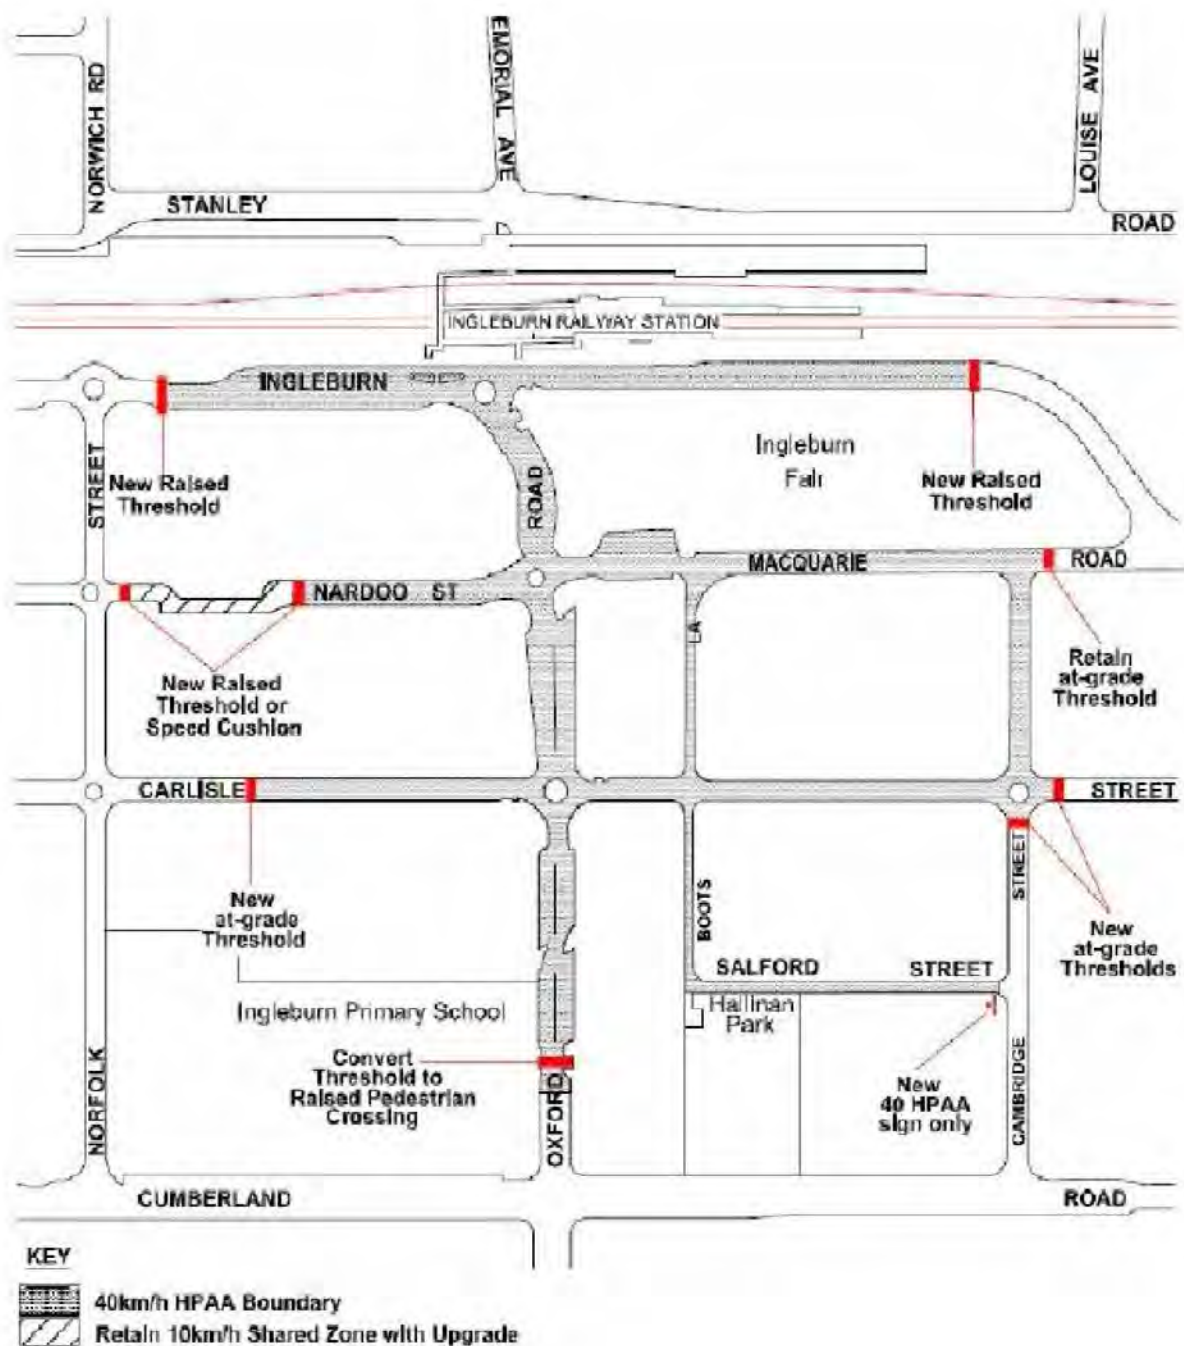 NORWICH RD
EMORIAL AVE
LOUISE AVE
STANLEY
ROAD
INGLEBURN RAILWAY STATION
INGLEBURN
STREET
ROAD
Ingleburn
Fair
New Raised
Threshold
New Raised
Threshold
MACQUARIE
ROAD
NARDOO ST
LA
Retain
at-grade
Threshold
New Raised
Threshold or
Speed Cushion
CARLISLE
STREET
STREET
BOOTS
New
at-grade
Threshold
New
at-grade
Thresholds
SALFORD
STREET
Ingleburn Primary School
Hallinan
Park
Convert
Threshold to
Raised Pedestrian
Crossing
New
40 HPAA
sign only
NORFOLK
OXFORD
CAMBRIDGE
CUMBERLAND
ROAD
KEY
40km/h HPAA Boundary
Retain 10km/h Shared Zone with Upgrade